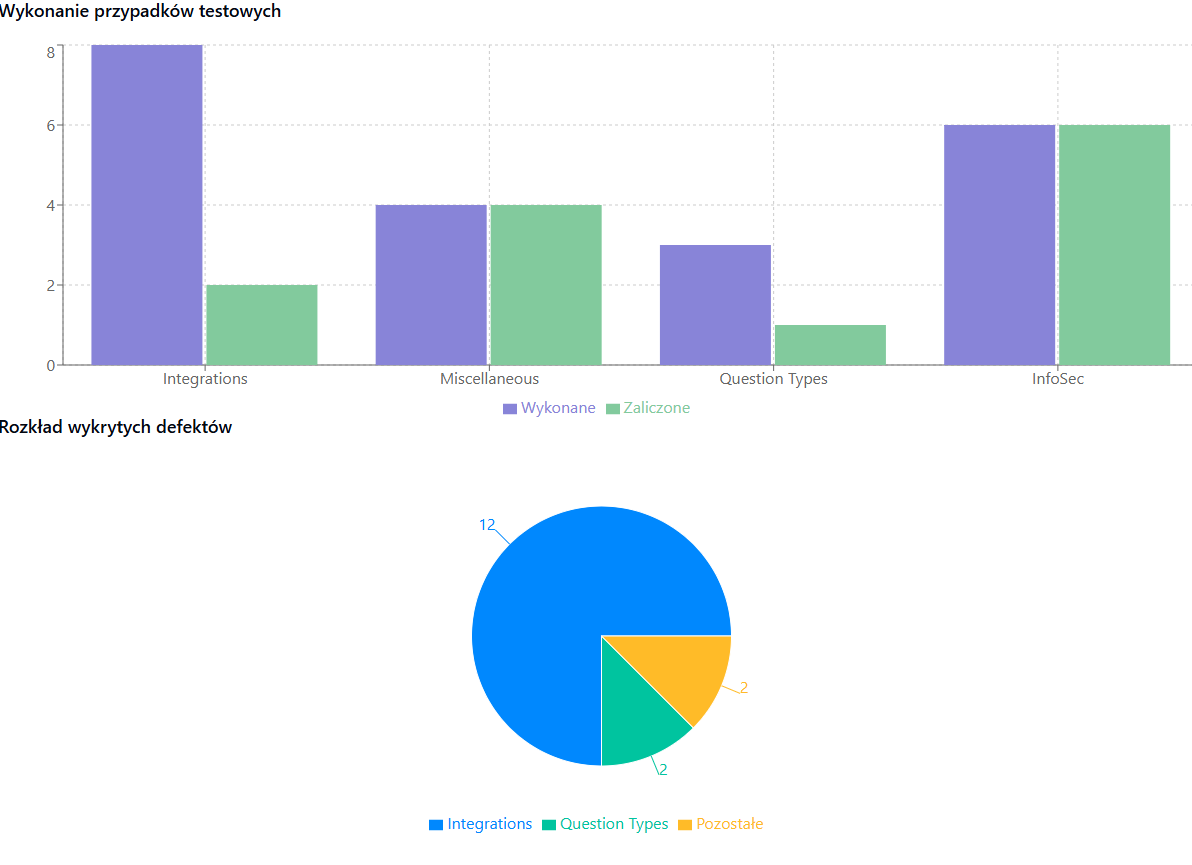 Wykonanie przypadków testowych
8
6
4
2
0
Integrations Miscellaneous Question Types InfoSec
Wykonane Zaliczone
Rozkład wykrytych defektów
12
2
2
Integrations Question Types Pozostałe